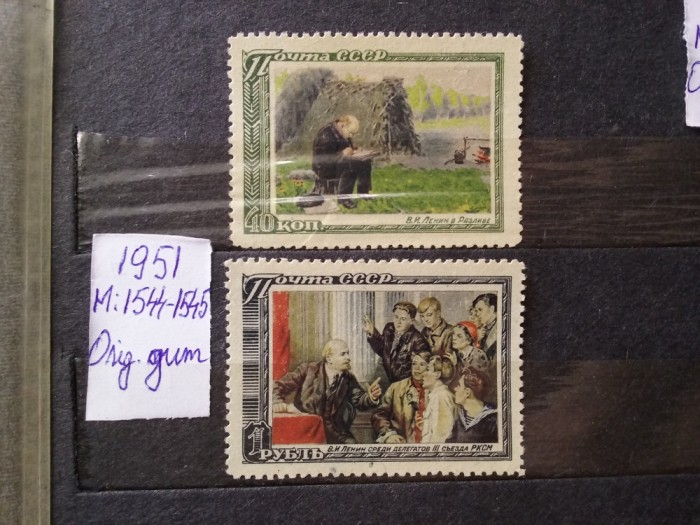 Почта СССР
40 коп
В.И. Ленин в Разливе
1951
M: 1544-1545
Orig. gum
Почта СССР
В.И. Ленин среди делегатов III съезда РКСМ
1 рубль